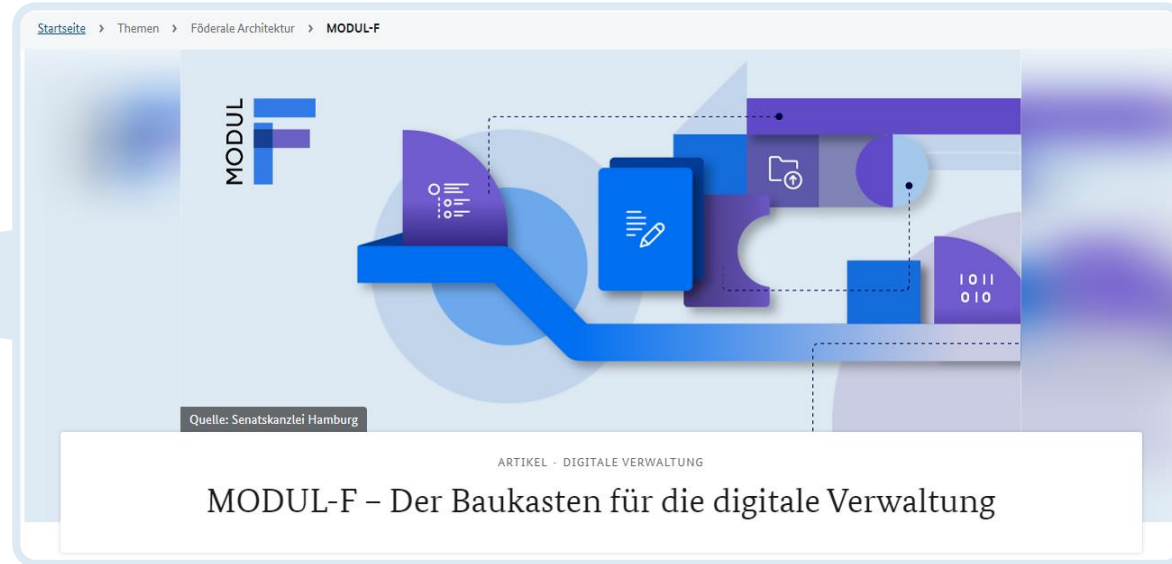 Startseite > Themen > Föderale Architektur > MODUL-F
MODUL
F
1011
010
Quelle: Senatskanzlei Hamburg
ARTIKEL - DIGITALE VERWALTUNG
MODUL-F – Der Baukasten für die digitale Verwaltung